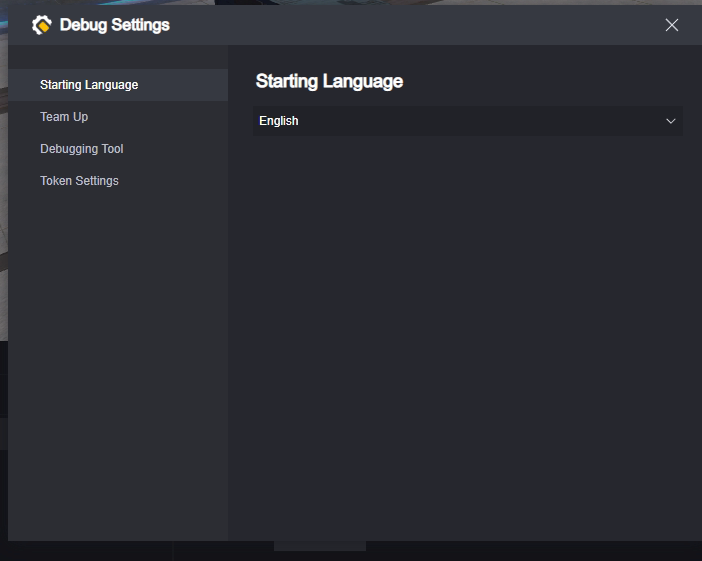 Debug Settings
Starting Language
Team Up
Debugging Tool
Token Settings
Starting Language
English